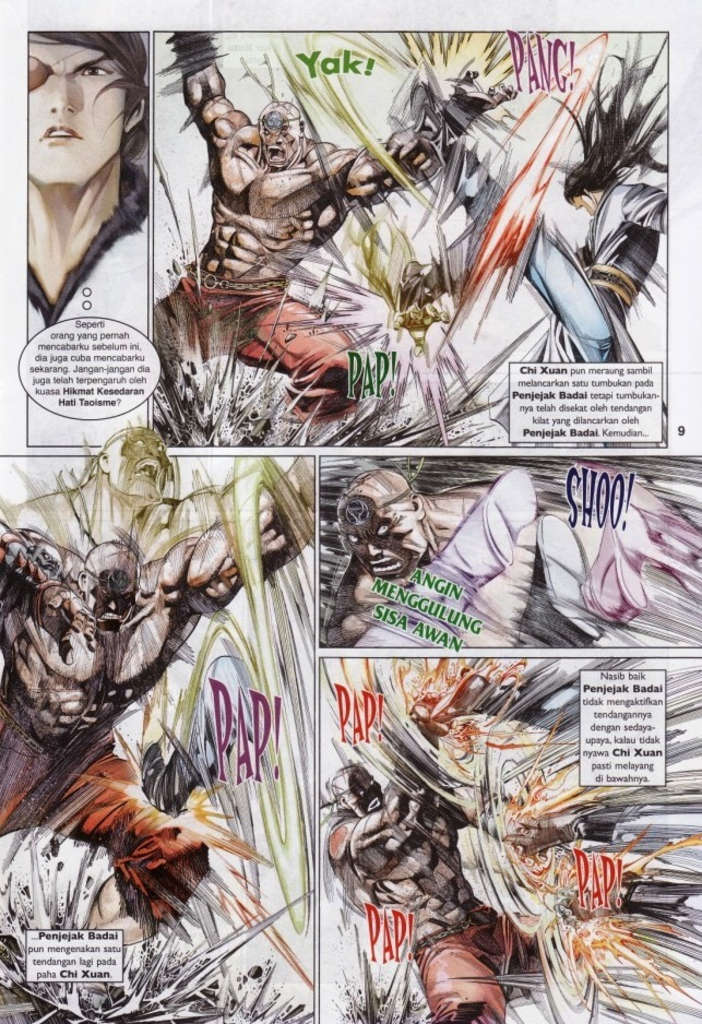 Yak!
PANG!
Seperti
orang yang pernah
mencabarku sebelum ini,
dia juga cuba mencabarku
sekarang. Jangan-jangan dia
juga telah terpengaruh oleh
kuasa Hikmat Kesedaran
Hati Taoisme?
PAP!
Chi Xuan pun meraung sambil
melancarkan satu tumbukan pada
Penjejak Badai tetapi tumbukan-
nya telah disekat oleh tendangan
kilat yang dilancarkan oleh
Penjejak Badai. Kemudian...
9
PAP!
...Penjejak Badai
pun mengenakan satu
tendangan lagi pada
paha Chi Xuan.
SHOO!
ANGIN
MENGGULUNG
SISA AWAN
Nasib baik
Penjejak Badai
tidak mengaktifkan
tendangannya
dengan sedaya-
upaya, kalau tidak
nyawa Chi Xuan
pasti melayang
di bawahnya.
PAP!
PAP!
PAP!